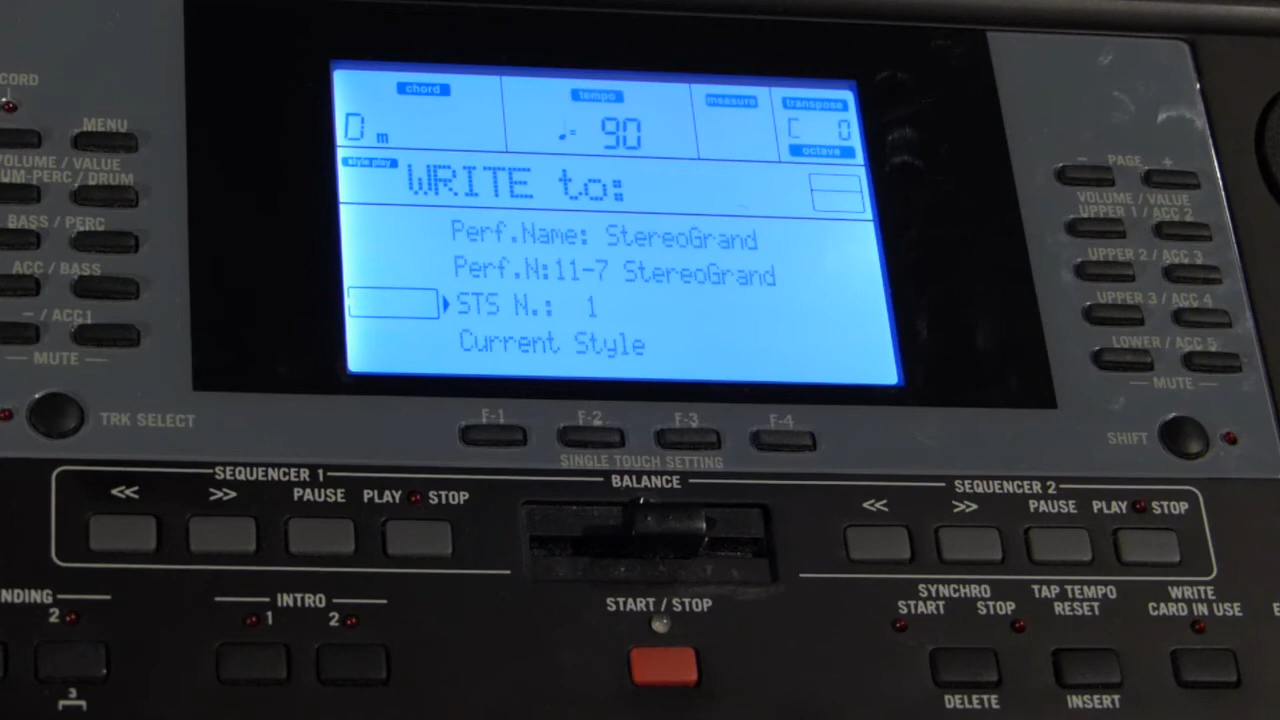 chord
tempo
measure
transpose
D m
♩= 90
C 0
octave
style play
WRITE to:
Perf.Name: StereoGrand
Perf.N:11-7 StereoGrand
STS N.: 1
Current Style
CORD
MENU
VOLUME / VALUE
UM-PERC / DRUM
BASS / PERC
ACC / BASS
– / ACC1
MUTE
TRK SELECT
– PAGE +
VOLUME / VALUE
UPPER 1 / ACC 2
UPPER 2 / ACC 3
UPPER 3 / ACC 4
LOWER / ACC 5
MUTE
SHIFT
F-1 F-2 F-3 F-4
SINGLE TOUCH SETTING
SEQUENCER 1
<< >> PAUSE PLAY STOP
BALANCE
SEQUENCER 2
<< >> PAUSE PLAY STOP
NDING
2
3
INTRO
1 2
START / STOP
SYNCHRO
START STOP
TAP TEMPO
RESET
WRITE
CARD IN USE
DELETE
INSERT